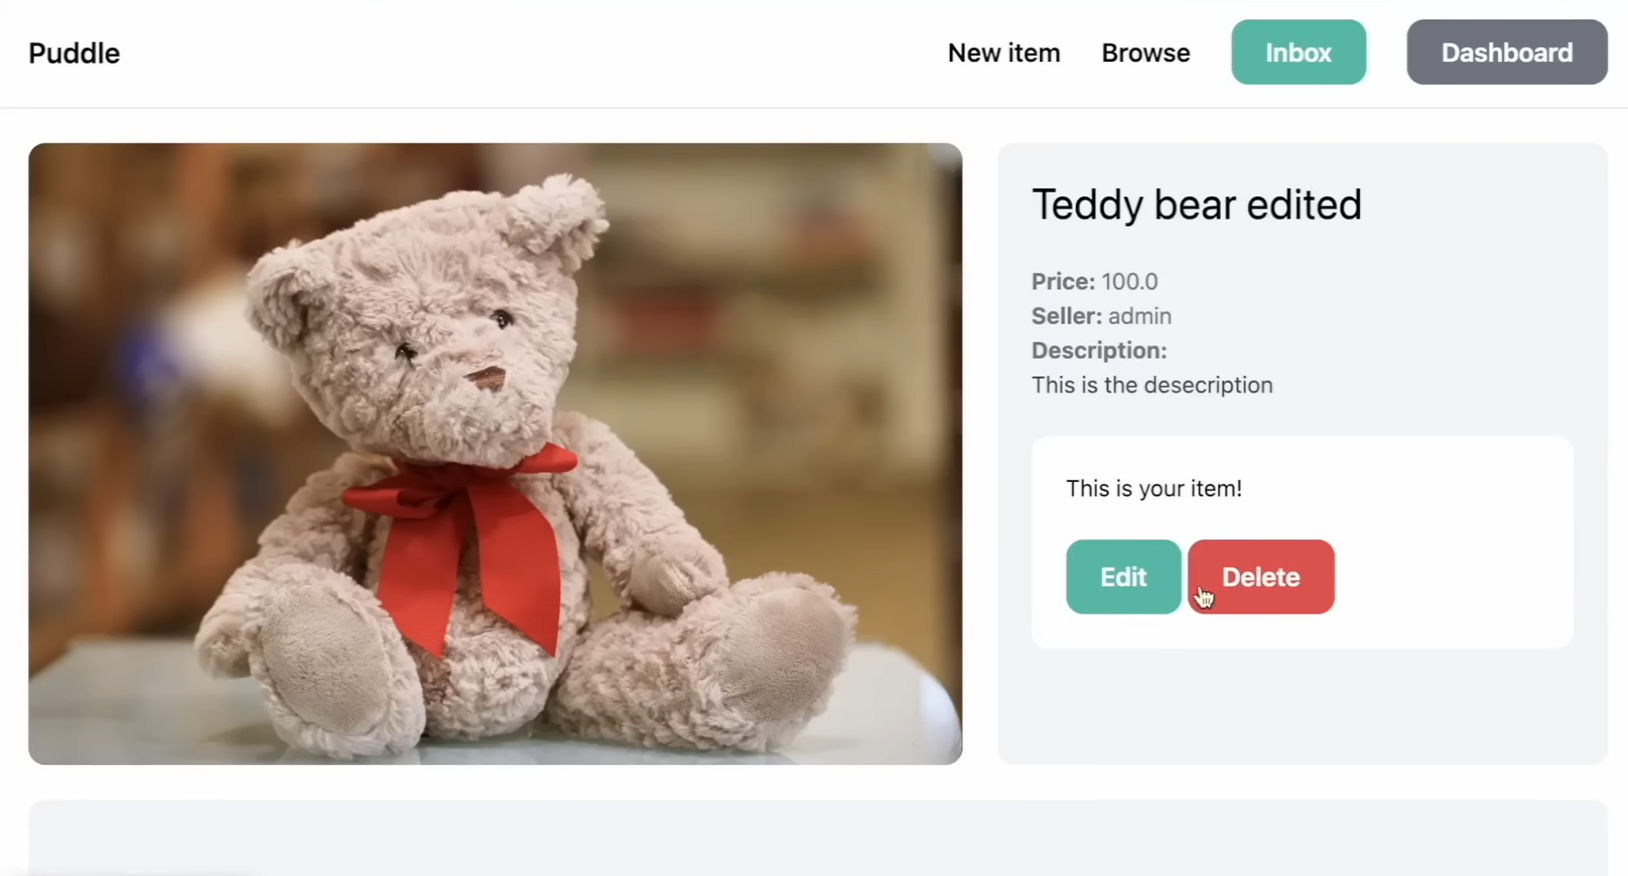 Puddle
New item Browse Inbox Dashboard
Teddy bear edited
Price: 100.0
Seller: admin
Description:
This is the desecription
This is your item!
Edit Delete